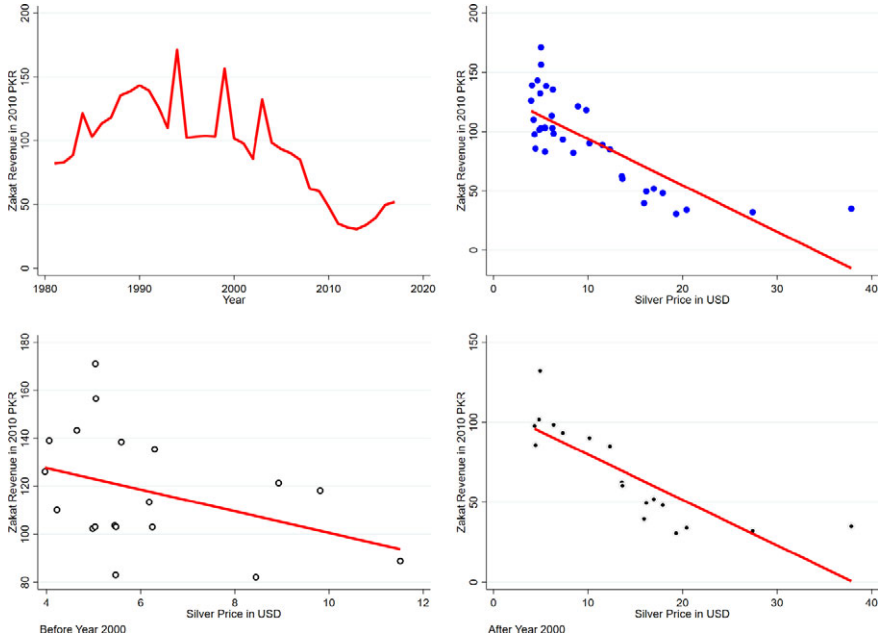 200
150
100
50
0
Zakat Revenue in 2010 PKR
1980 1990 2000 2010 2020
Year
200
150
100
50
0
Zakat Revenue in 2010 PKR
0 10 20 30 40
Silver Price in USD
180
160
140
120
100
80
Zakat Revenue in 2010 PKR
4 6 8 10 12
Silver Price in USD
Before Year 2000
150
100
50
0
Zakat Revenue in 2010 PKR
0 10 20 30 40
Silver Price in USD
After Year 2000